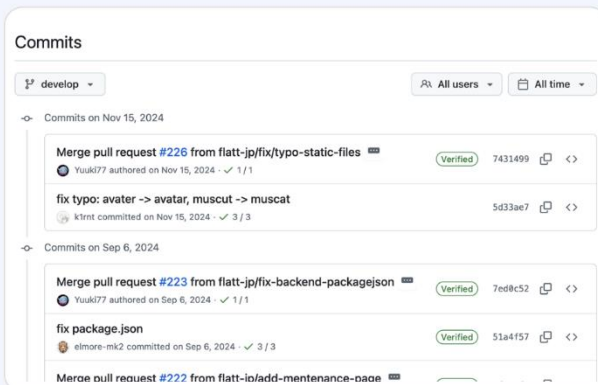 Commits
develop
All users
All time
Commits on Nov 15, 2024
Merge pull request #226 from flatt-jp/fix/typo-static-files
Verified
7431499
Yuuki77 authored on Nov 15, 2024 · ✓ 1 / 1
fix typo: avater -> avatar, muscut -> muscat
5d33ae7
k1rnt committed on Nov 15, 2024 · ✓ 3 / 3
Commits on Sep 6, 2024
Merge pull request #223 from flatt-jp/fix-backend-packagejson
Verified
7ed0c52
Yuuki77 authored on Sep 6, 2024 · ✓ 1 / 1
fix package.json
Verified
51a4f57
elmore-mk2 committed on Sep 6, 2024 · ✓ 3 / 3
Merge pull request #222 from flatt-jp/add-mentenance-page